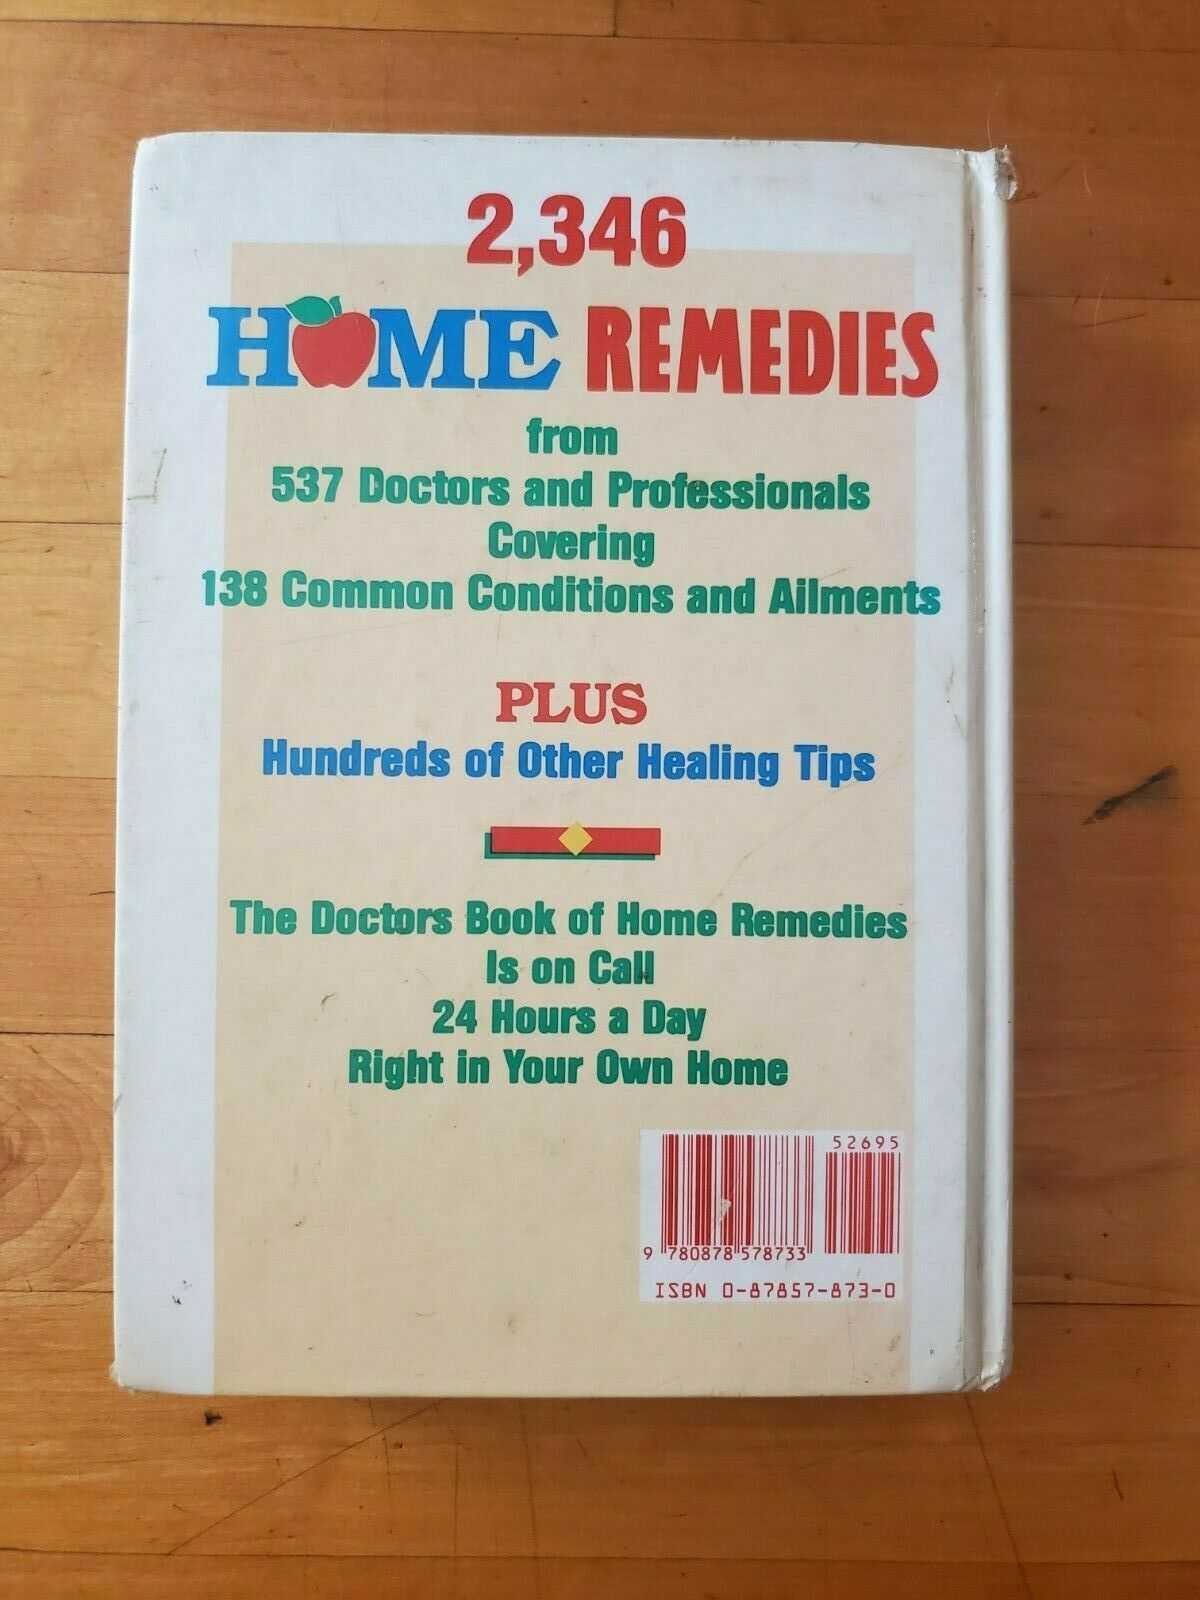 2,346
HOME REMEDIES
from
537 Doctors and Professionals
Covering
138 Common Conditions and Ailments
PLUS
Hundreds of Other Healing Tips
The Doctors Book of Home Remedies
Is on Call
24 Hours a Day
Right in Your Own Home
52695
9 780878 578733
ISBN 0-87857-873-0